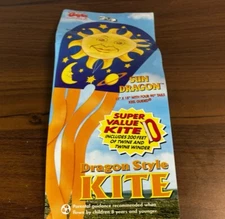 SUN
DRAGON™
SUPER
VALUE
KITE
INCLUDES 200 FEET
OF TWINE AND
TWINE WINDER
Dragon Style
KITE
Parental guidance recommended when
flown by children 8 years and younger.